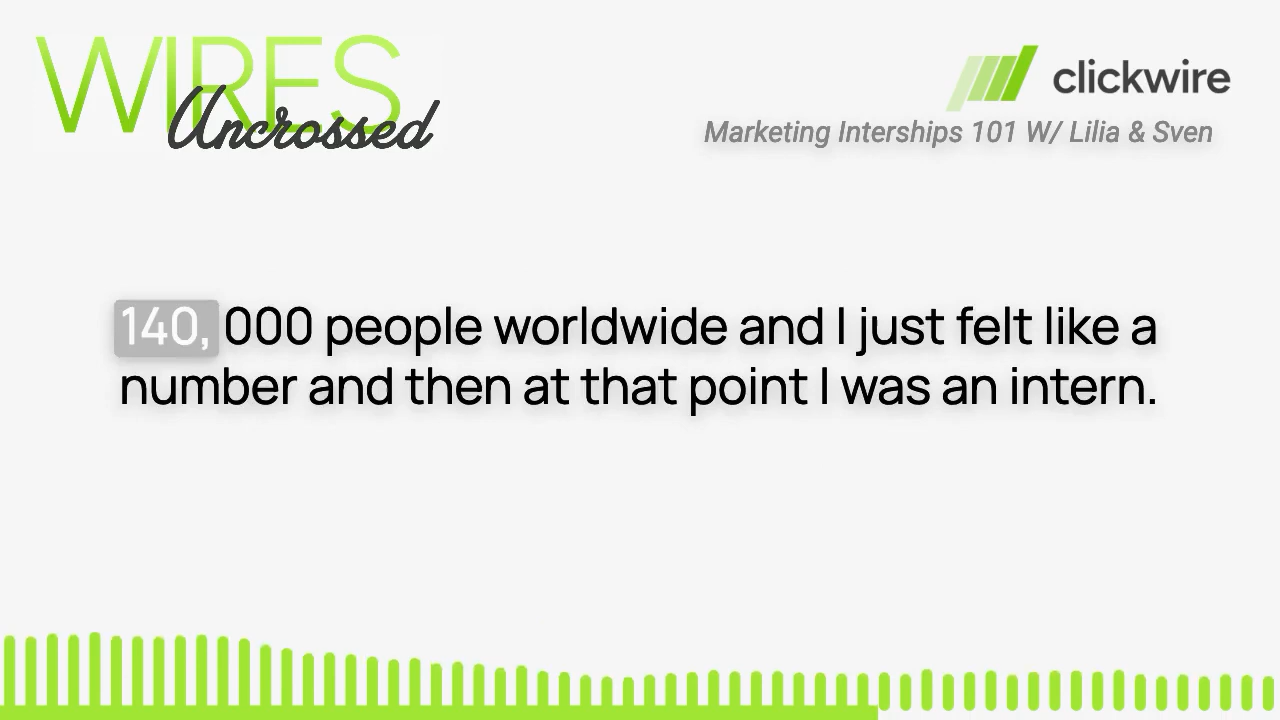 WIRES
Uncrossed
clickwire
Marketing Interships 101 W/ Lilia & Sven
140, 000 people worldwide and I just felt like a
number and then at that point I was an intern.